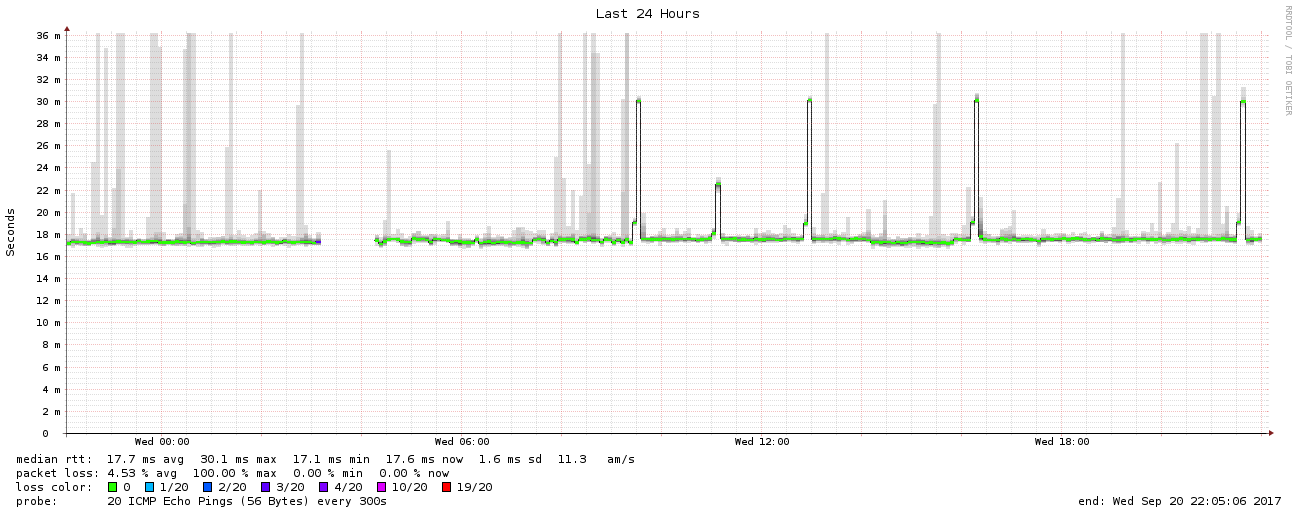 Last 24 Hours
RRDTOOL / TOBI OETIKER
Seconds
36 m
34 m
32 m
30 m
28 m
26 m
24 m
22 m
20 m
18 m
16 m
14 m
12 m
10 m
8 m
6 m
4 m
2 m
0
Wed 00:00 Wed 06:00 Wed 12:00 Wed 18:00
median rtt: 17.7 ms avg 30.1 ms max 17.1 ms min 17.6 ms now 1.6 ms sd 11.3 am/s
packet loss: 4.53 % avg 100.00 % max 0.00 % min 0.00 % now
loss color: 0 1/20 2/20 3/20 4/20 10/20 19/20
probe: 20 ICMP Echo Pings (56 Bytes) every 300s end: Wed Sep 20 22:05:06 2017